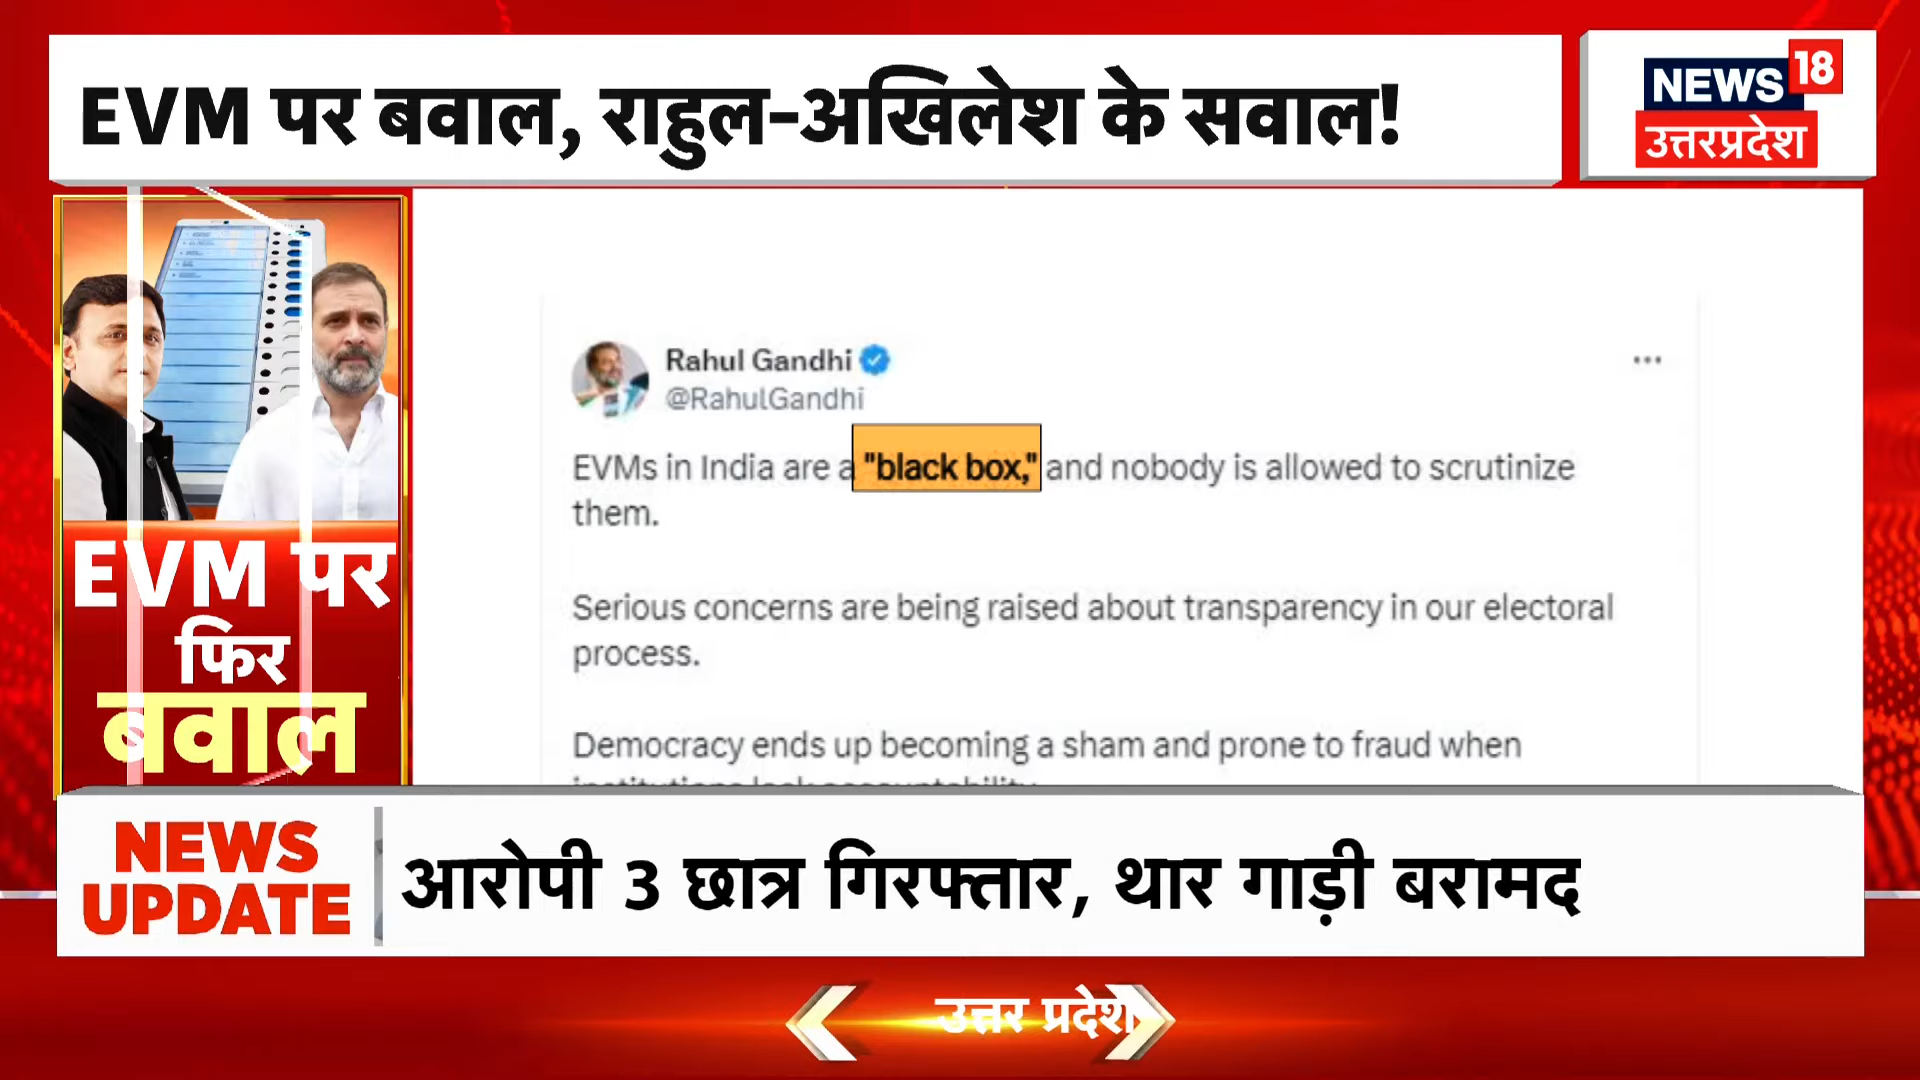 EVM पर बवाल, राहुल-अखिलेश के सवाल!
NEWS 18
उत्तरप्रदेश
EVM पर
फिर
बवाल
Rahul Gandhi
@RahulGandhi
EVMs in India are a "black box," and nobody is allowed to scrutinize
them.
Serious concerns are being raised about transparency in our electoral
process.
Democracy ends up becoming a sham and prone to fraud when
NEWS
UPDATE
आरोपी 3 छात्र गिरफ्तार, थार गाड़ी बरामद
उत्तर प्रदेश